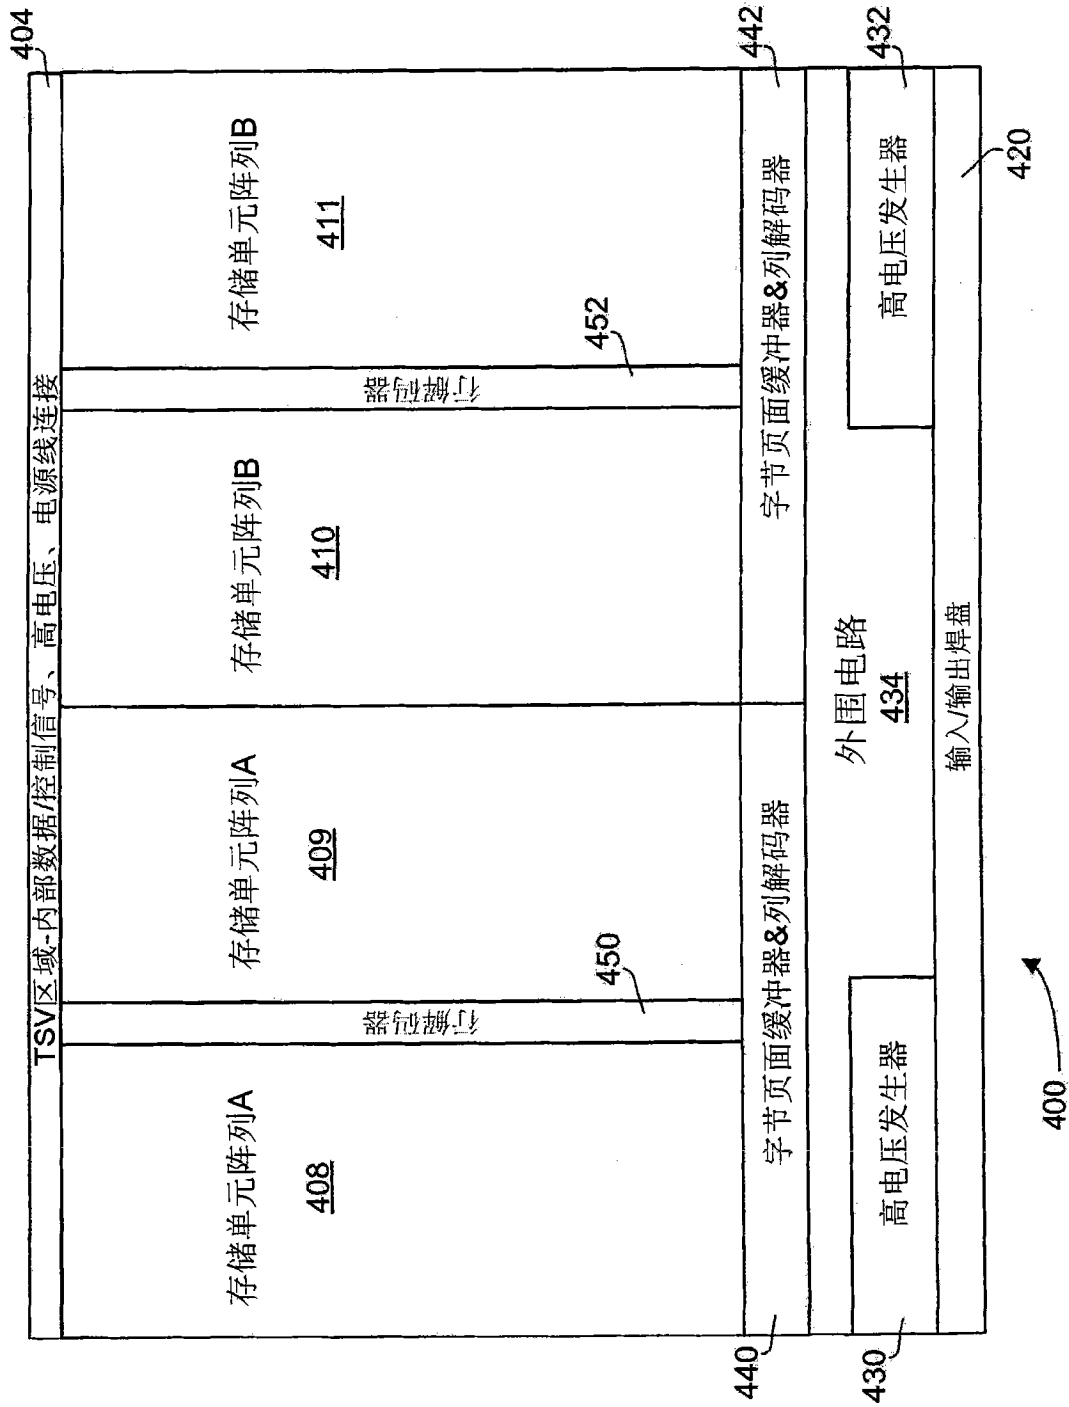 404
TSV区域-内部数据/控制信号、高电压、电源线连接
存储单元阵列A
408
行解码器
450
存储单元阵列A
409
存储单元阵列B
410
行解码器
452
存储单元阵列B
411
440
字节页面缓冲器&列解码器
字节页面缓冲器&列解码器
442
外围电路
434
430
高电压发生器
高电压发生器
432
输入/输出焊盘
420
400